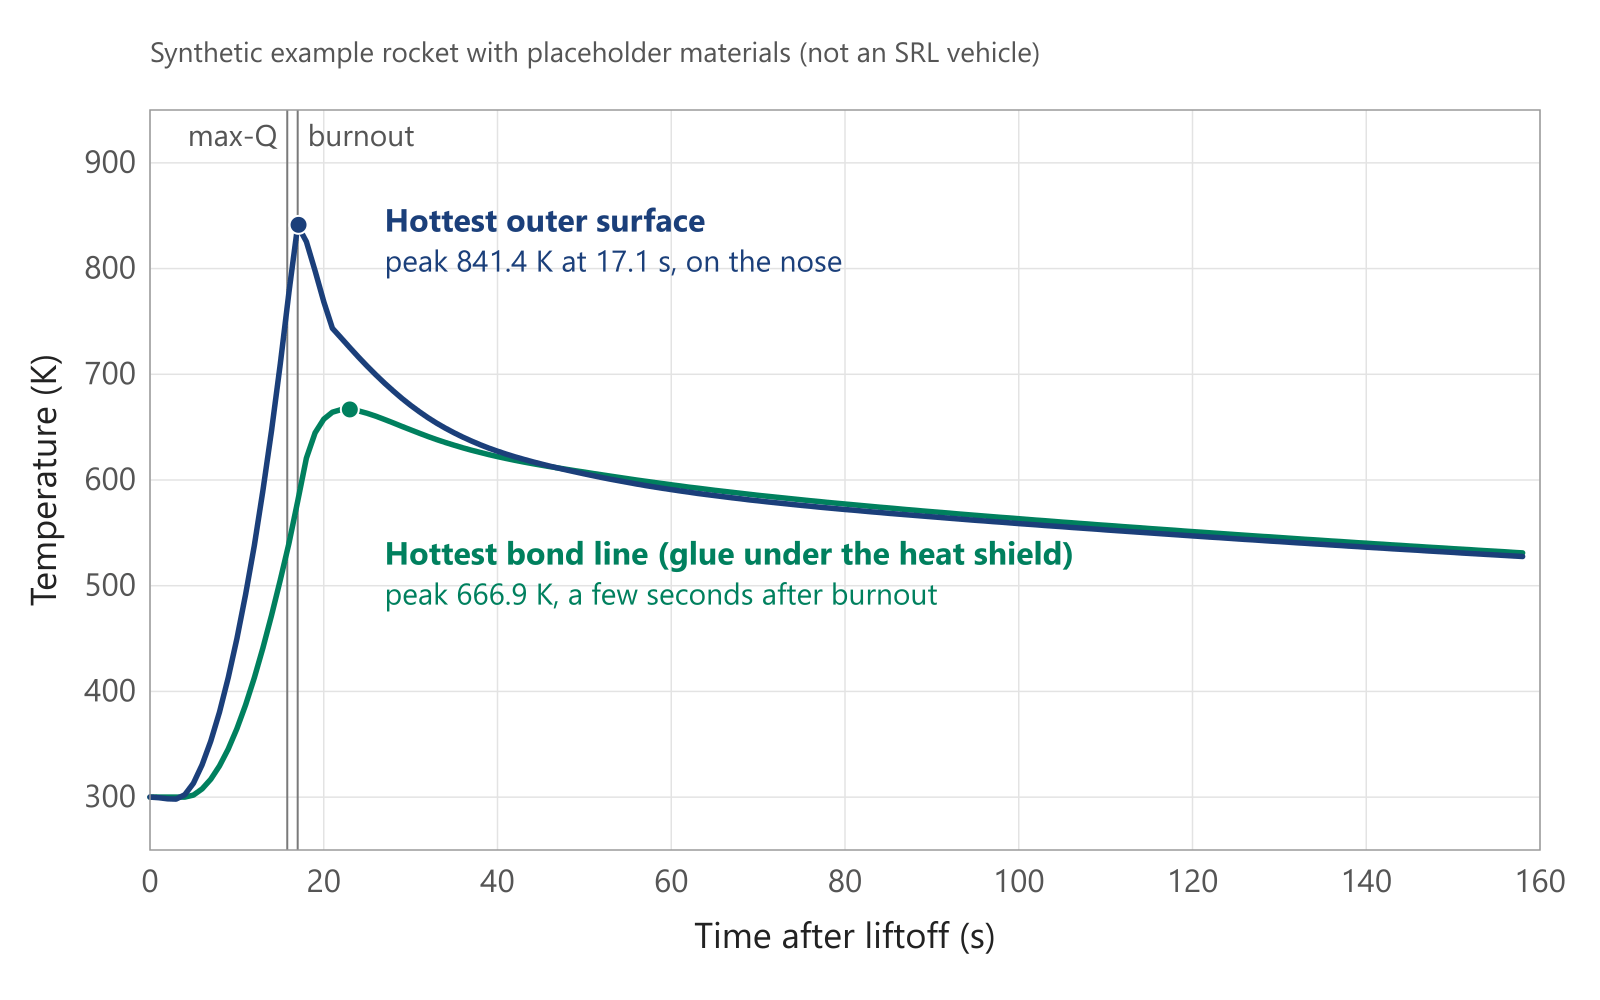 Synthetic example rocket with placeholder materials (not an SRL vehicle)
max-Q
burnout
Hottest outer surface
peak 841.4 K at 17.1 s, on the nose
Hottest bond line (glue under the heat shield)
peak 666.9 K, a few seconds after burnout
Temperature (K)
900
800
700
600
500
400
300
0 20 40 60 80 100 120 140 160
Time after liftoff (s)